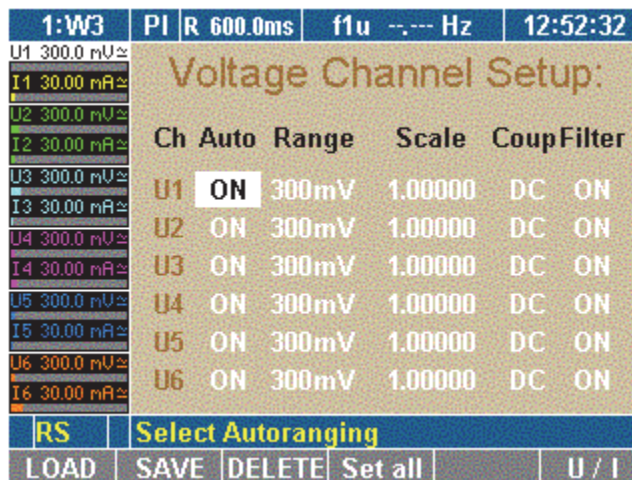 1:W3 PI R 600.0ms f1u --.--- Hz 12:52:32
U1 300.0 mV≃
I1 30.00 mA≃
U2 300.0 mV≃
I2 30.00 mA≃
U3 300.0 mV≃
I3 30.00 mA≃
U4 300.0 mV≃
I4 30.00 mA≃
U5 300.0 mV≃
I5 30.00 mA≃
U6 300.0 mV≃
I6 30.00 mA≃
Voltage Channel Setup:
Ch Auto Range Scale Coup Filter
U1 ON 300mV 1.00000 DC ON
U2 ON 300mV 1.00000 DC ON
U3 ON 300mV 1.00000 DC ON
U4 ON 300mV 1.00000 DC ON
U5 ON 300mV 1.00000 DC ON
U6 ON 300mV 1.00000 DC ON
RS Select Autoranging
LOAD SAVE DELETE Set all U / I